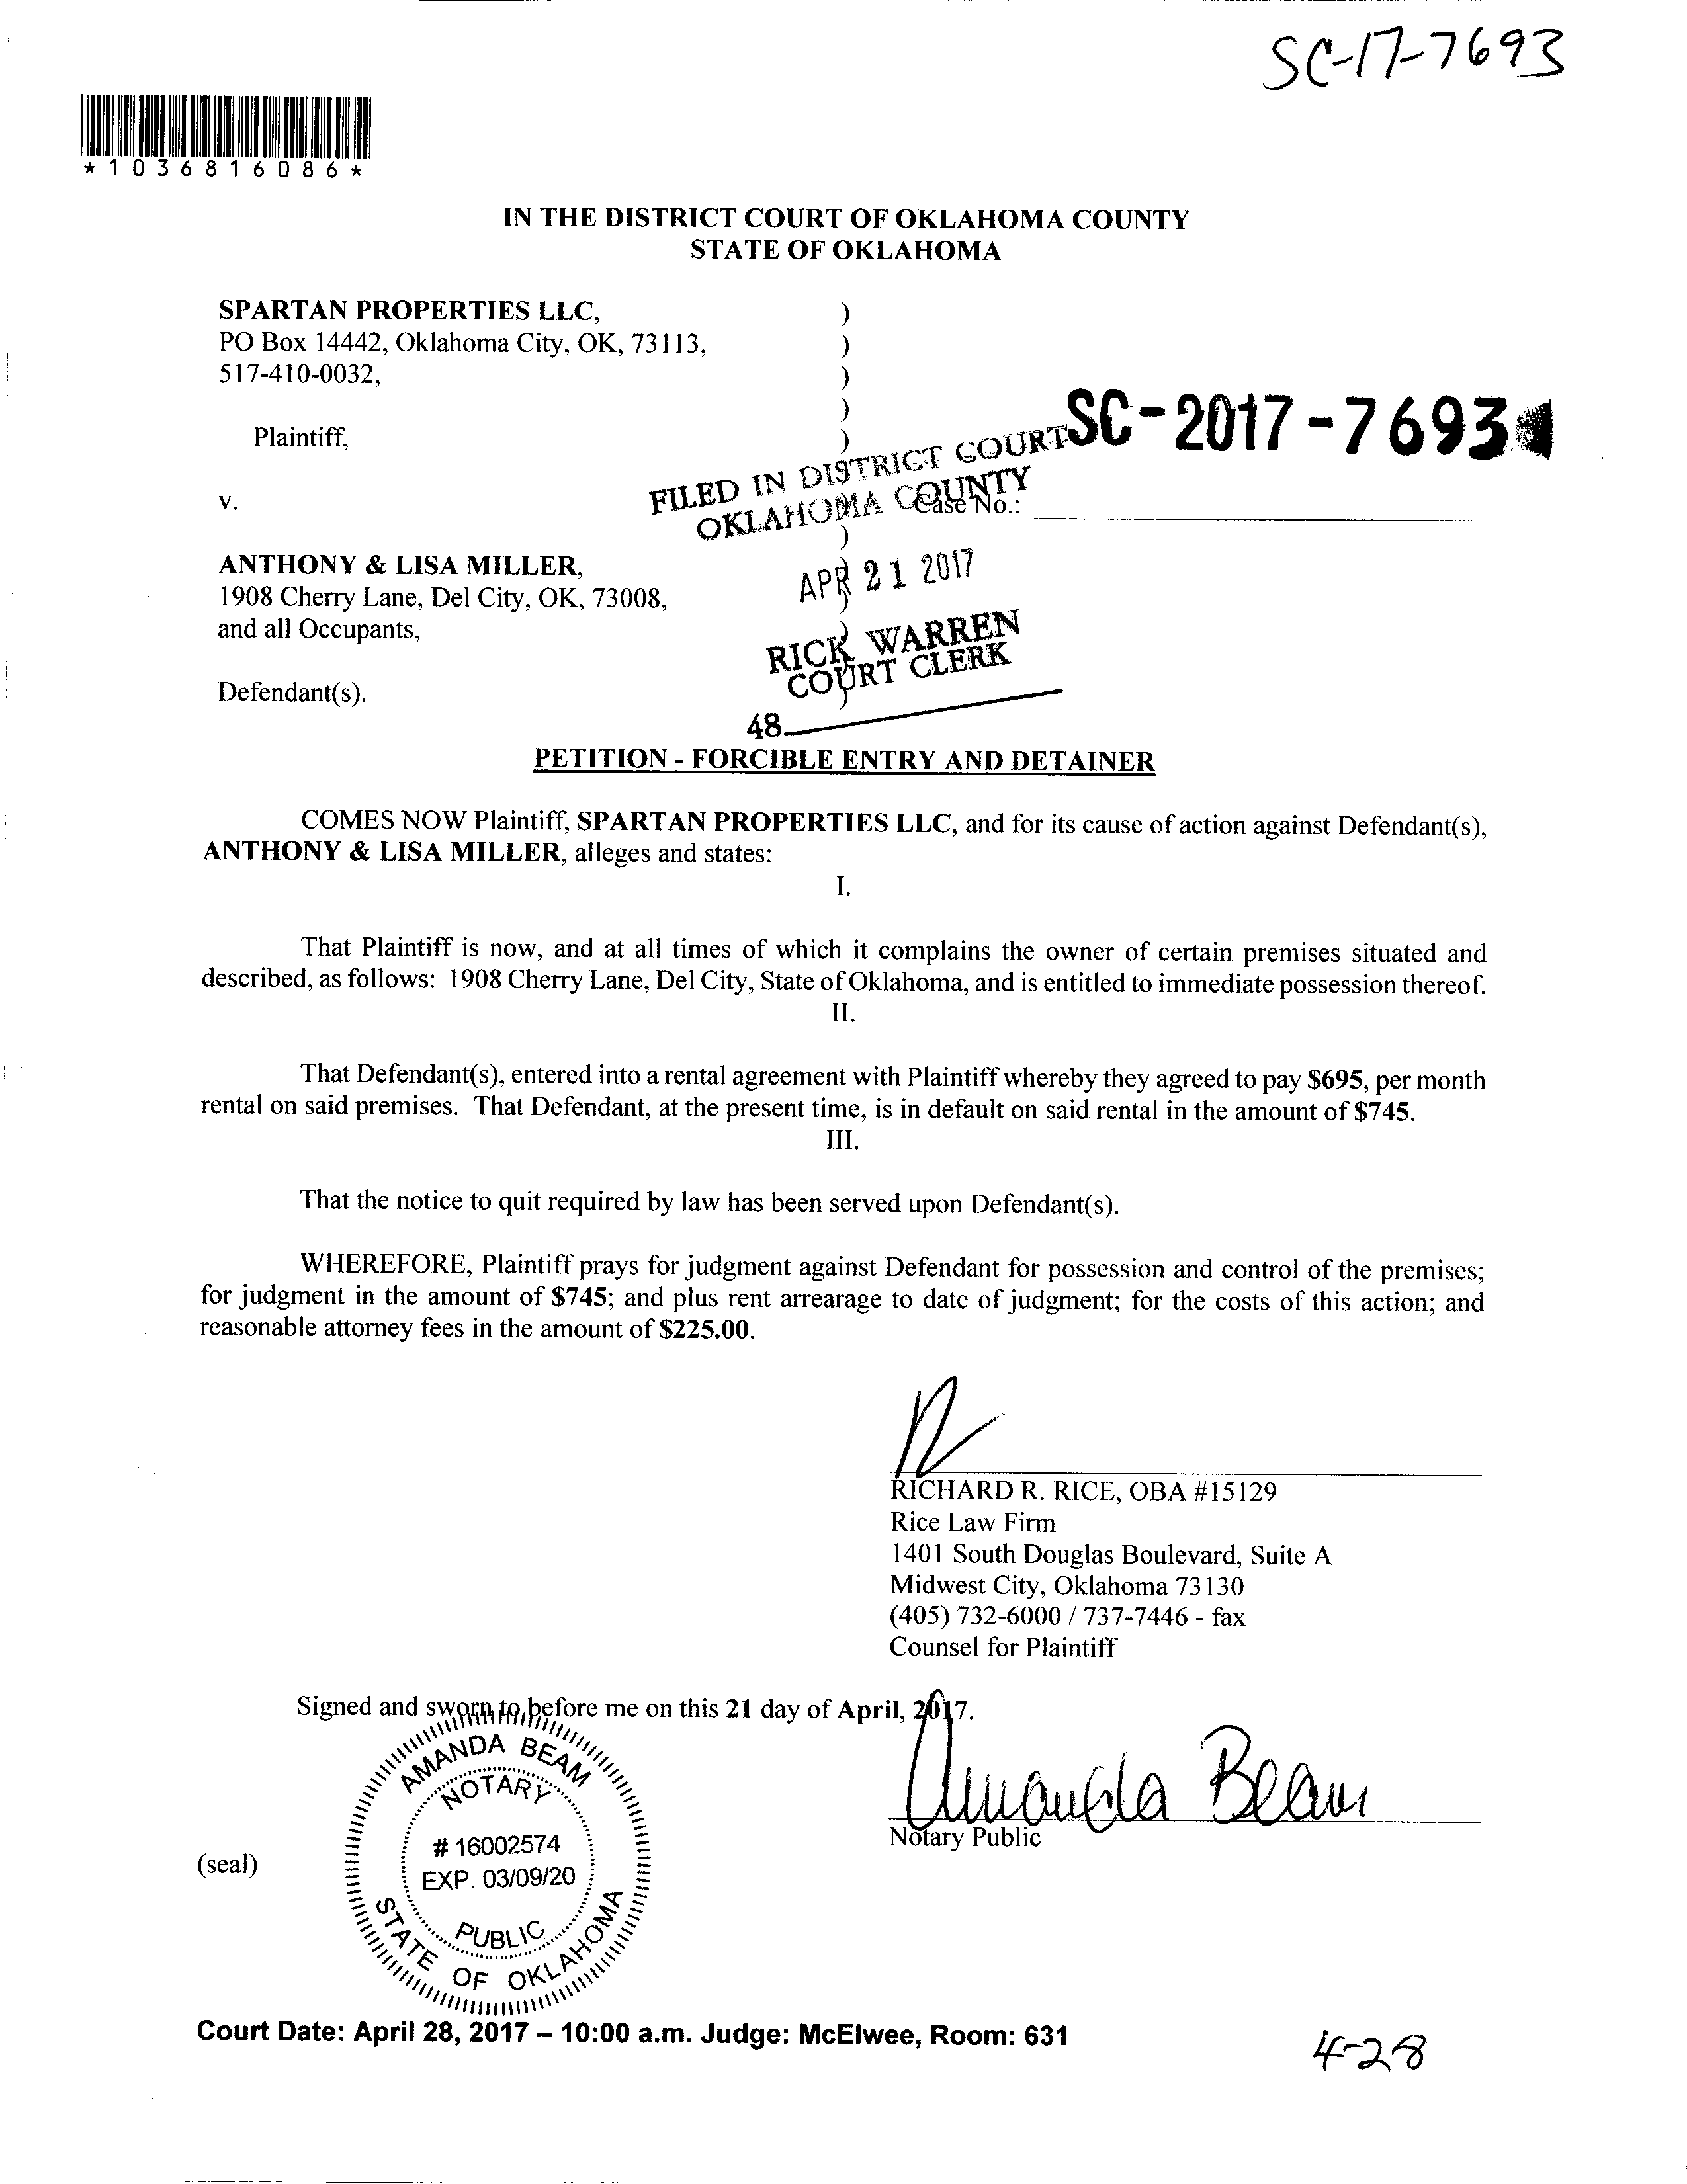 SC-17-7693
*1036816086*
IN THE DISTRICT COURT OF OKLAHOMA COUNTY
STATE OF OKLAHOMA
SPARTAN PROPERTIES LLC, )
PO Box 14442, Oklahoma City, OK, 73113, )
517-410-0032, )
)
Plaintiff, )
SC-2017-7693
FILED IN DISTRICT COURT
OKLAHOMA COUNTY
v. Case No.:
)
ANTHONY & LISA MILLER,
1908 Cherry Lane, Del City, OK, 73008, )
and all Occupants, )
APR 21 2017
RICK WARREN
COURT CLERK
Defendant(s). )
48
PETITION - FORCIBLE ENTRY AND DETAINER
COMES NOW Plaintiff, SPARTAN PROPERTIES LLC, and for its cause of action against Defendant(s),
ANTHONY & LISA MILLER, alleges and states:
I.
That Plaintiff is now, and at all times of which it complains the owner of certain premises situated and
described, as follows: 1908 Cherry Lane, Del City, State of Oklahoma, and is entitled to immediate possession thereof.
II.
That Defendant(s), entered into a rental agreement with Plaintiff whereby they agreed to pay $695, per month
rental on said premises. That Defendant, at the present time, is in default on said rental in the amount of $745.
III.
That the notice to quit required by law has been served upon Defendant(s).
WHEREFORE, Plaintiff prays for judgment against Defendant for possession and control of the premises;
for judgment in the amount of $745; and plus rent arrearage to date of judgment; for the costs of this action; and
reasonable attorney fees in the amount of $225.00.
RICHARD R. RICE, OBA #15129
Rice Law Firm
1401 South Douglas Boulevard, Suite A
Midwest City, Oklahoma 73130
(405) 732-6000 / 737-7446 - fax
Counsel for Plaintiff
Signed and sworn to before me on this 21 day of April, 2017.
Amanda Beam
Notary Public
(seal)
AMANDA BEAM
NOTARY
# 16002574
EXP. 03/09/20
PUBLIC
STATE OF OKLAHOMA
Court Date: April 28, 2017 – 10:00 a.m. Judge: McElwee, Room: 631
4-28